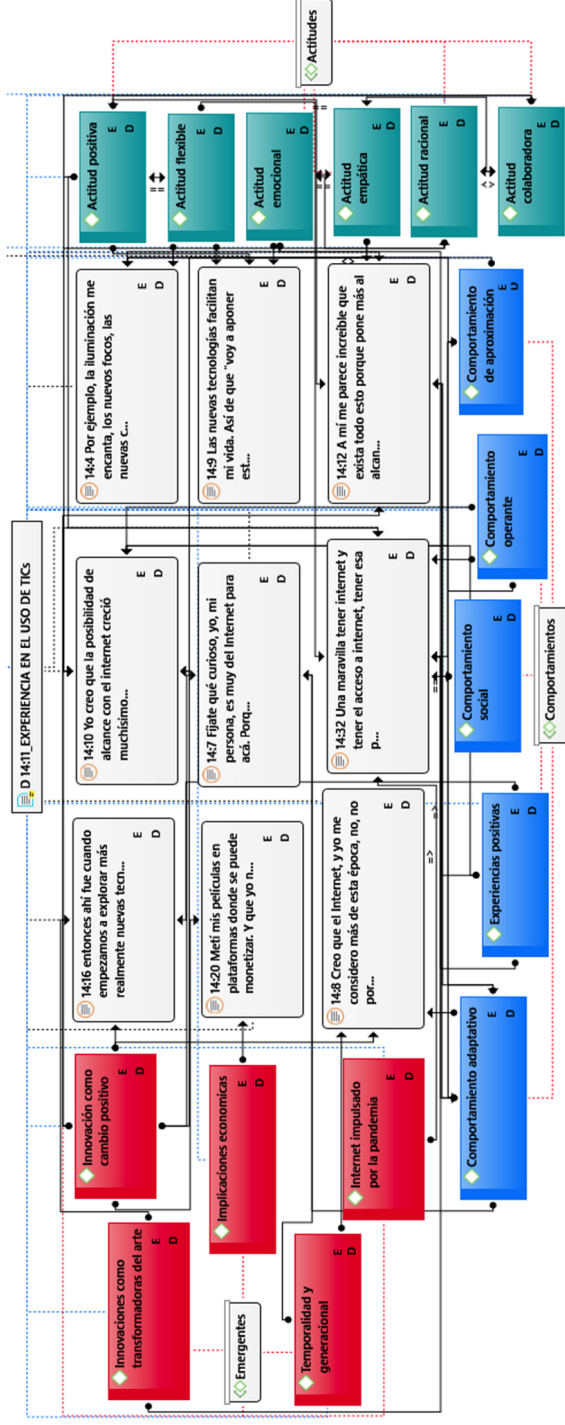 D 14:11_EXPERIENCIA EN EL USO DE TICs
Innovaciones como
transformadoras del arte
E
D
Innovación como
cambio positivo
E
D
14:16 entonces ahí fue cuando
empezamos a explorar más
realmente nuevas tecn...
E
D
14:10 Yo creo que la posibilidad de
alcance con el internet creció
muchísimo...
E
D
14:4 Por ejemplo, la iluminación me
encanta, los nuevos focos, las
nuevas c...
E
D
Actitud positiva
E
D
==
Actitud flexible
E
D
Implicaciones economicas
E
D
14:20 Metí mis películas en
plataformas donde se puede
monetizar. Y que yo n...
E
D
14:7 Fijate qué curioso, yo, mi
persona, es muy del Internet para
acá. Porq...
E
D
14:9 Las nuevas tecnologías facilitan
mi vida. Así de que "voy a aponer
est...
E
D
Actitud
emocional
E
D
Emergentes
Actitudes
==
==
Temporalidad y
generacional
E
D
Internet impulsado
por la pandemia
E
D
14:8 Creo que el Internet, y yo me
considero más de esta época, no, no
por...
E
D
14:32 Una maravilla tener internet y
tener el acceso a internet, tener esa
p...
E
D
14:12 A mí me parece increíble que
exista todo esto porque pone más al
alcan...
E
D
<>
Actitud
empática
E
D
Actitud racional
E
D
=>
=>
==
<>
Comportamiento adaptativo
E
D
Experiencias positivas
E
D
Comportamiento
social
E
D
Comportamiento
operante
E
D
Comportamiento
de aproximación
E
D
Actitud
colaboradora
E
D
Comportamientos